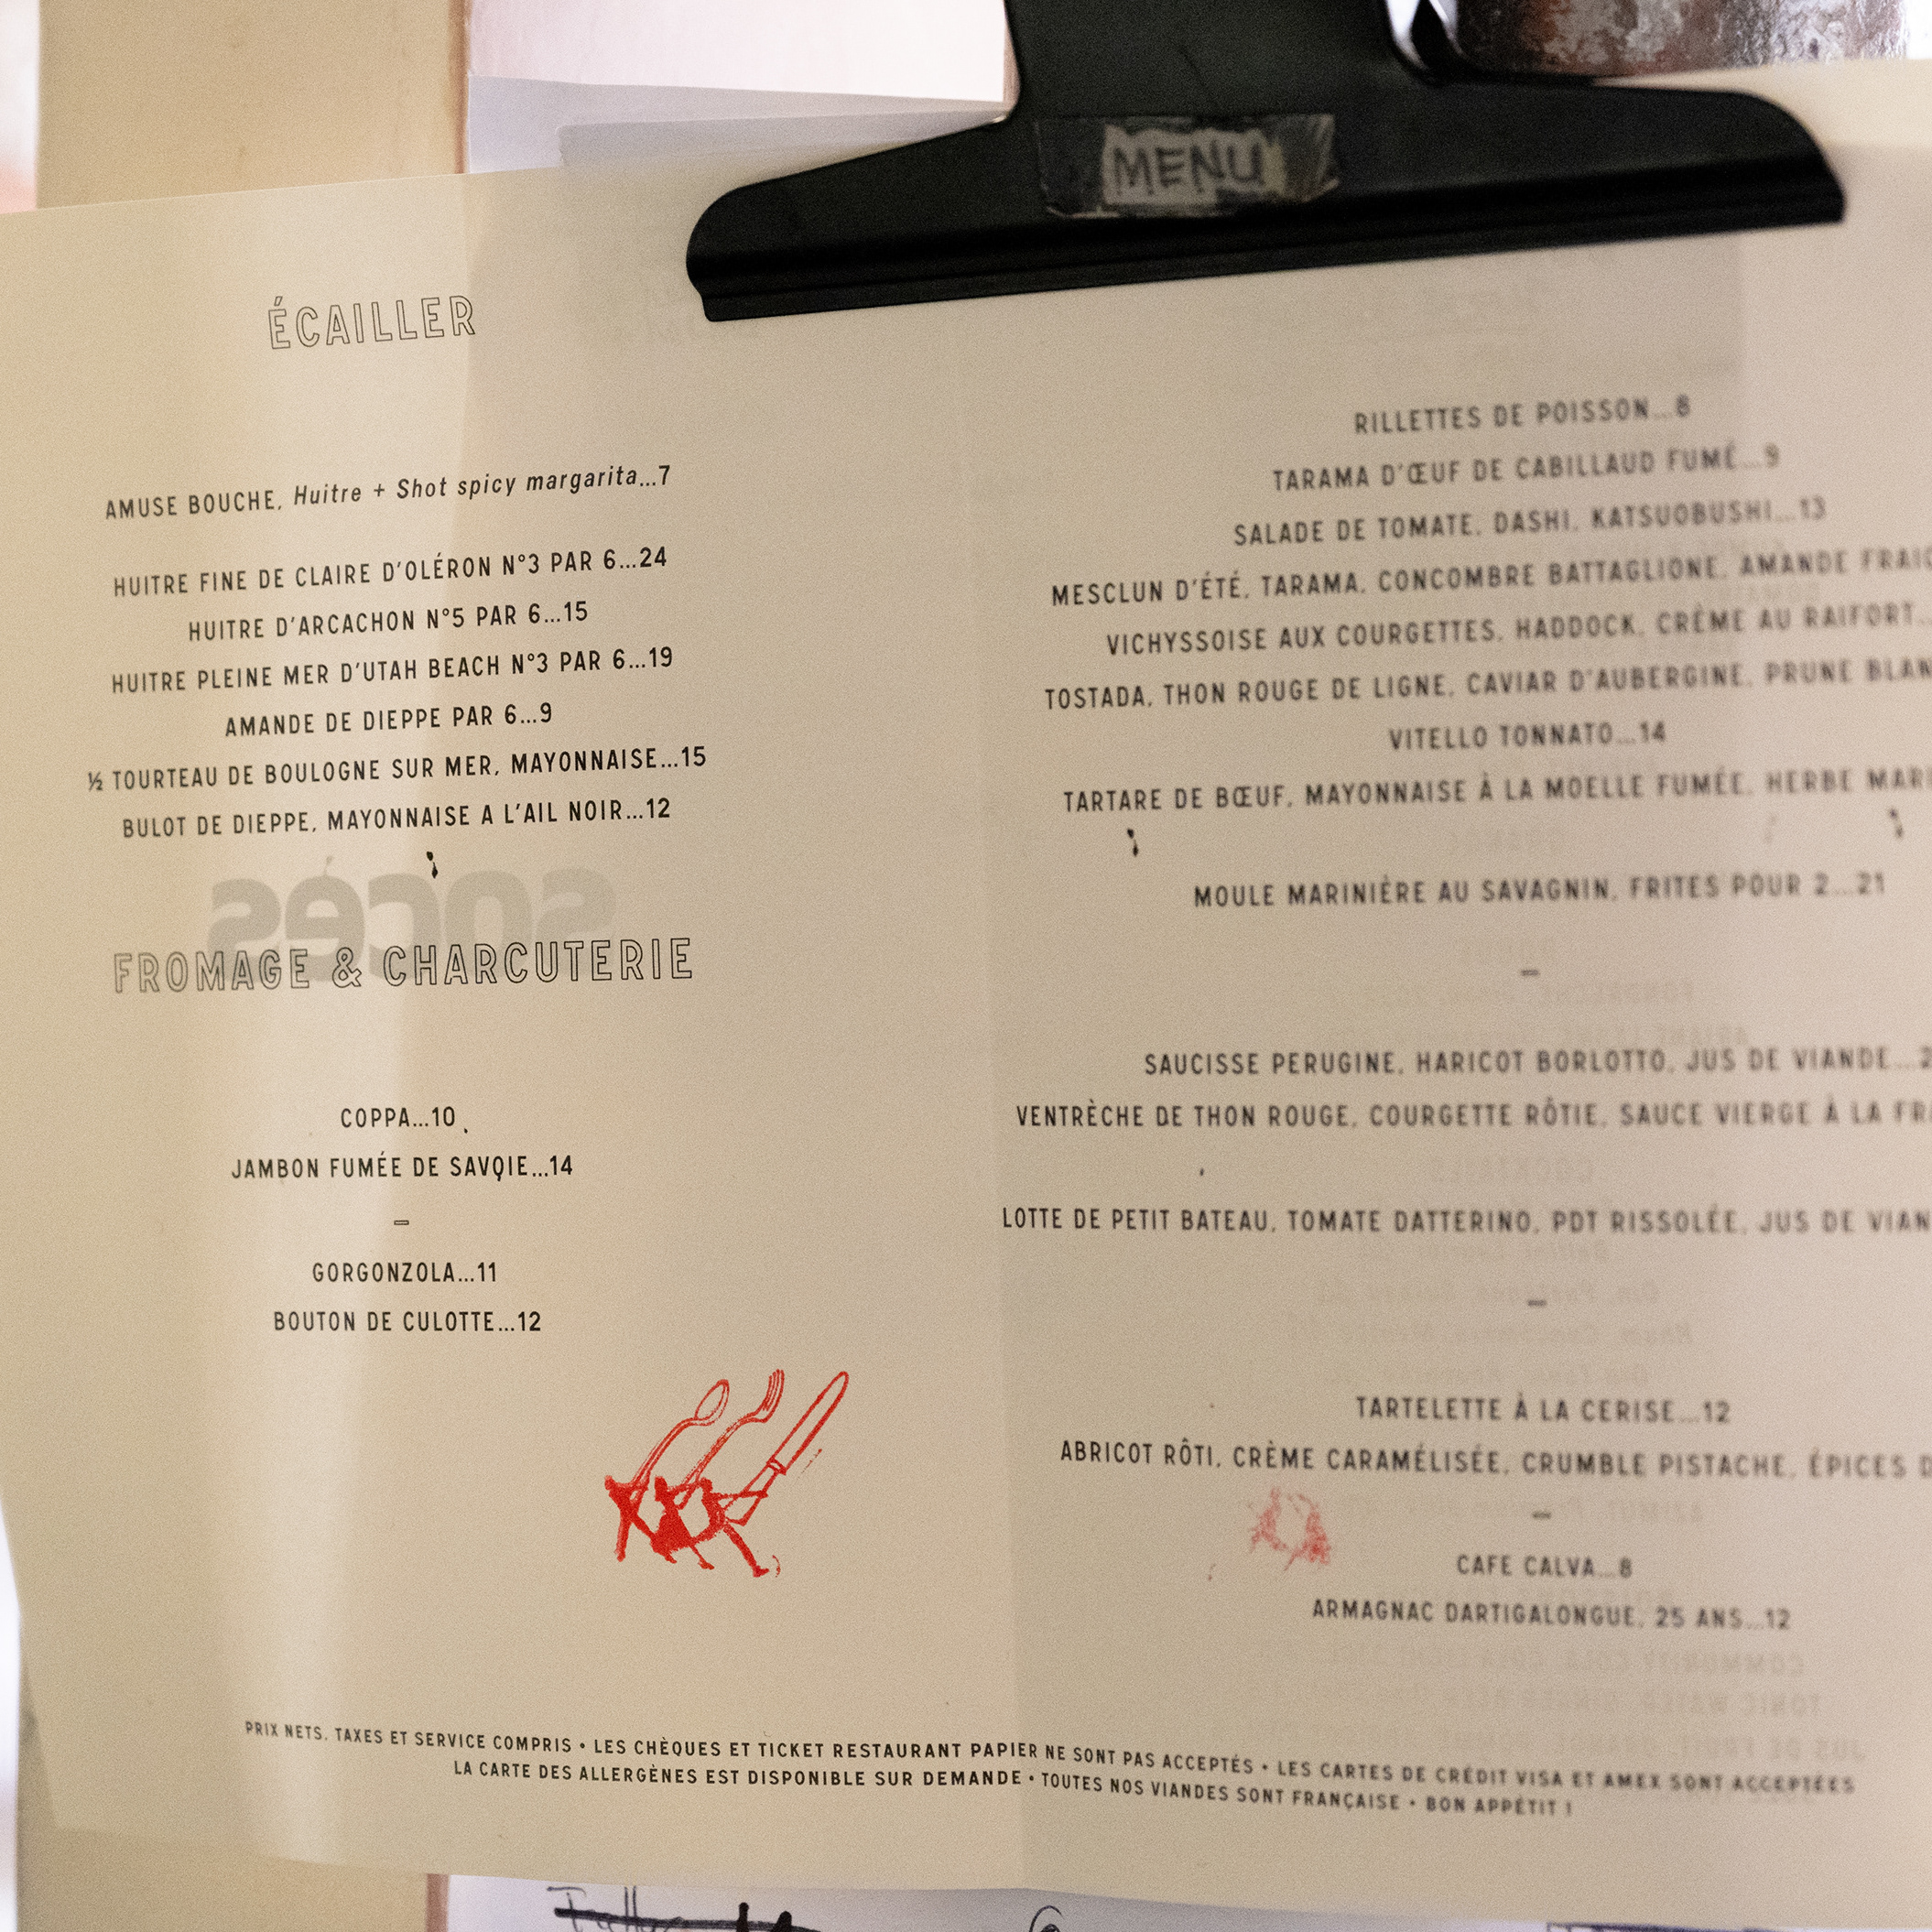 MENU
ÉCAILLER
AMUSE BOUCHE, Huitre + Shot spicy margarita...7
HUITRE FINE DE CLAIRE D'OLÉRON N°3 PAR 6...24
HUITRE D'ARCACHON N°5 PAR 6...15
HUITRE PLEINE MER D'UTAH BEACH N°3 PAR 6...19
AMANDE DE DIEPPE PAR 6...9
½ TOURTEAU DE BOULOGNE SUR MER, MAYONNAISE...15
BULOT DE DIEPPE, MAYONNAISE A L'AIL NOIR...12
FROMAGE & CHARCUTERIE
COPPA...10
JAMBON FUMÉE DE SAVOIE...14
–
GORGONZOLA...11
BOUTON DE CULOTTE...12
RILLETTES DE POISSON...8
TARAMA D'ŒUF DE CABILLAUD FUMÉ...9
SALADE DE TOMATE, DASHI, KATSUOBUSHI...13
MESCLUN D'ÉTÉ, TARAMA, CONCOMBRE BATTAGLIONE, AMANDE
VICHYSSOISE AUX COURGETTES, HADDOCK, CRÈME AU RAIFORT...
TOSTADA, THON ROUGE DE LIGNE, CAVIAR D'AUBERGINE, PRUNE
VITELLO TONNATO...14
TARTARE DE BŒUF, MAYONNAISE À LA MOELLE FUMÉE, HERBE
MOULE MARINIÈRE AU SAVAGNIN, FRITES POUR 2...21
–
SAUCISSE PERUGINE, HARICOT BORLOTTO, JUS DE VIANDE...
VENTRÈCHE DE THON ROUGE, COURGETTE RÔTIE, SAUCE VIERGE À LA
LOTTE DE PETIT BATEAU, TOMATE DATTERINO, PDT RISSOLÉE, JUS DE
–
TARTELETTE À LA CERISE...12
ABRICOT RÔTI, CRÈME CARAMÉLISÉE, CRUMBLE PISTACHE, ÉPICES
–
CAFE CALVA...8
ARMAGNAC DARTIGALONGUE, 25 ANS...12
PRIX NETS, TAXES ET SERVICE COMPRIS • LES CHÈQUES ET TICKET RESTAURANT PAPIER NE SONT PAS ACCEPTÉS • LES CARTES DE CRÉDIT VISA ET AMEX SONT ACCEPTÉES
LA CARTE DES ALLERGÈNES EST DISPONIBLE SUR DEMANDE • TOUTES NOS VIANDES SONT FRANÇAISE • BON APPÉTIT !